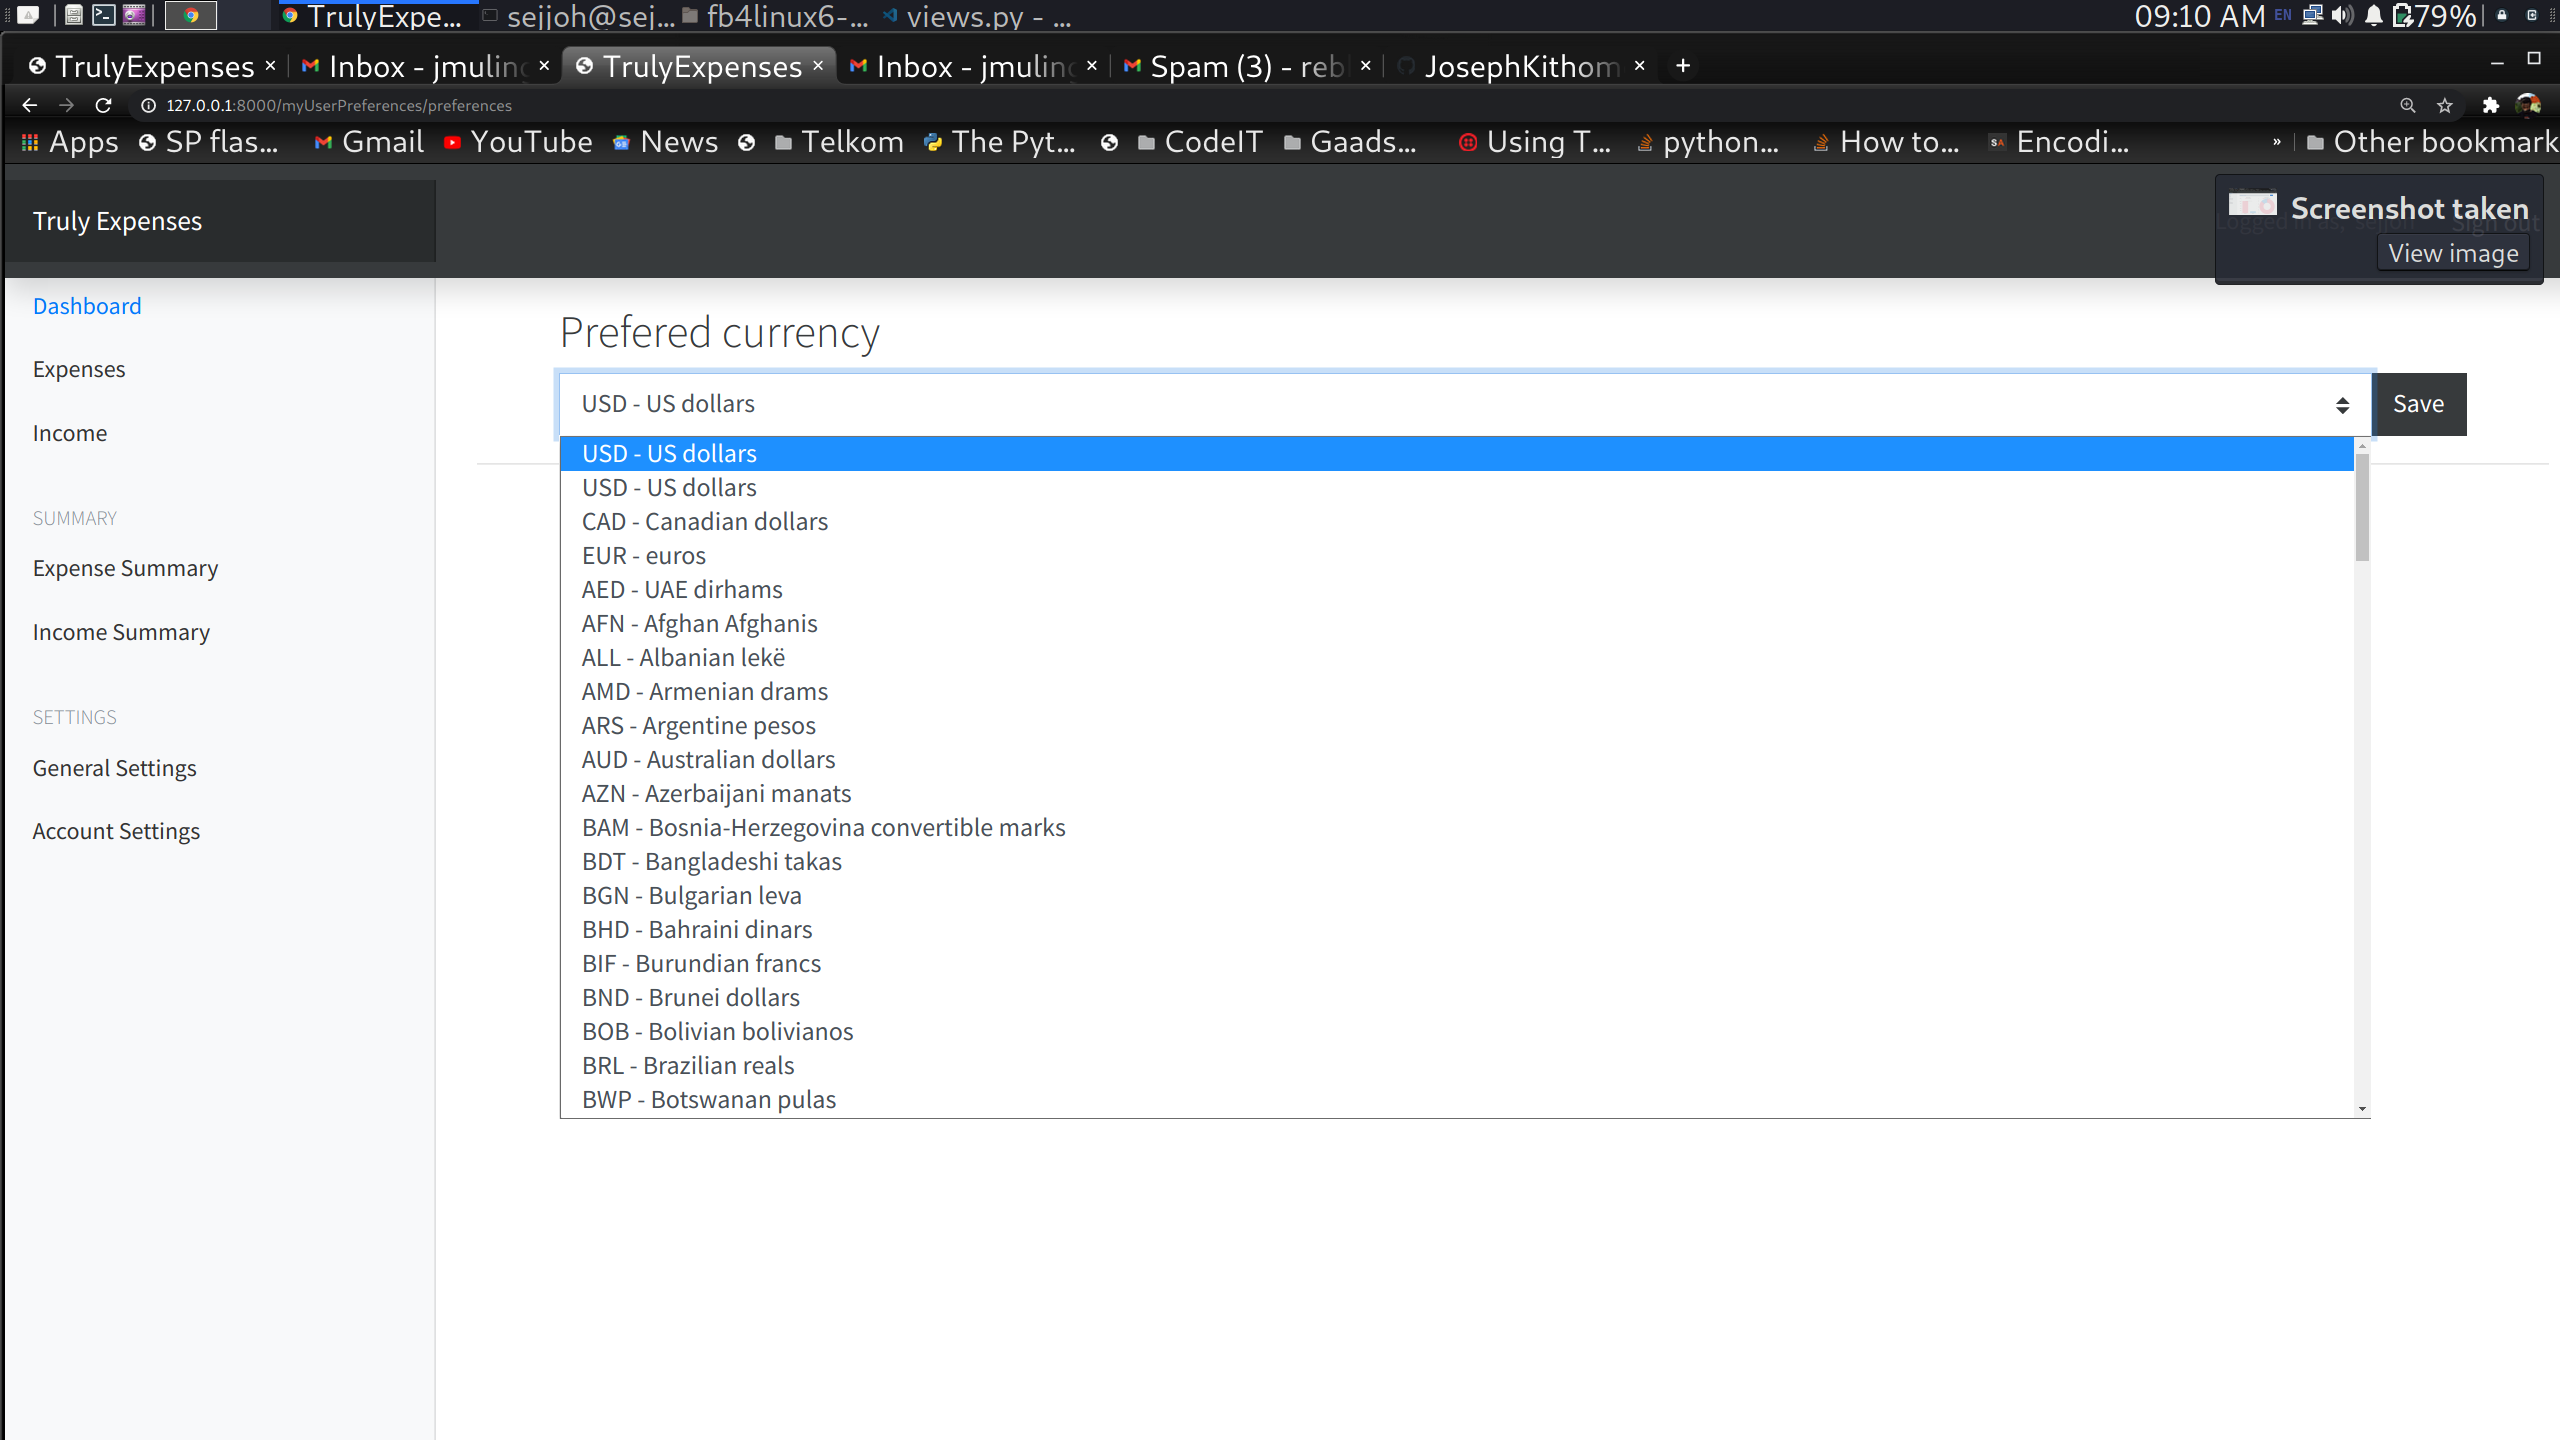 TrulyExpe... sejjoh@sej... fb4linux6-... views.py - ... 09:10 AM EN 79%
TrulyExpenses Inbox - jmulin TrulyExpenses Inbox - jmulin Spam (3) - reb JosephKithom
127.0.0.1:8000/myUserPreferences/preferences
Apps SP flas... Gmail YouTube News Telkom The Pyt... CodeIT Gaads... Using T... python... How to... Encodi... » Other bookmark
Truly Expenses
Screenshot taken
Sign out
View image
Dashboard
Expenses
Income
SUMMARY
Expense Summary
Income Summary
SETTINGS
General Settings
Account Settings
Prefered currency
USD - US dollars
Save
USD - US dollars
USD - US dollars
CAD - Canadian dollars
EUR - euros
AED - UAE dirhams
AFN - Afghan Afghanis
ALL - Albanian lekë
AMD - Armenian drams
ARS - Argentine pesos
AUD - Australian dollars
AZN - Azerbaijani manats
BAM - Bosnia-Herzegovina convertible marks
BDT - Bangladeshi takas
BGN - Bulgarian leva
BHD - Bahraini dinars
BIF - Burundian francs
BND - Brunei dollars
BOB - Bolivian bolivianos
BRL - Brazilian reals
BWP - Botswanan pulas